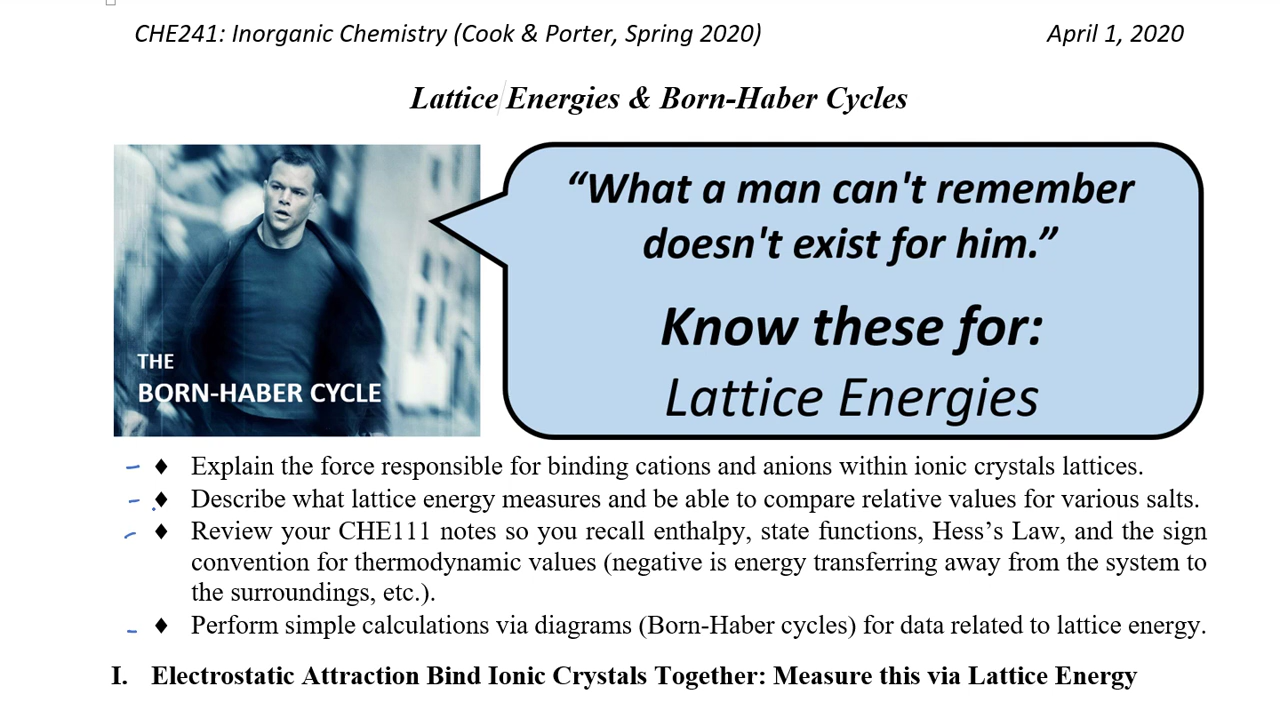 CHE241: Inorganic Chemistry (Cook & Porter, Spring 2020) April 1, 2020
Lattice Energies & Born-Haber Cycles
THE
BORN-HABER CYCLE
“What a man can't remember
doesn't exist for him.”
Know these for:
Lattice Energies
♦ Explain the force responsible for binding cations and anions within ionic crystals lattices.
♦ Describe what lattice energy measures and be able to compare relative values for various salts.
♦ Review your CHE111 notes so you recall enthalpy, state functions, Hess’s Law, and the sign
convention for thermodynamic values (negative is energy transferring away from the system to
the surroundings, etc.).
♦ Perform simple calculations via diagrams (Born-Haber cycles) for data related to lattice energy.
I. Electrostatic Attraction Bind Ionic Crystals Together: Measure this via Lattice Energy